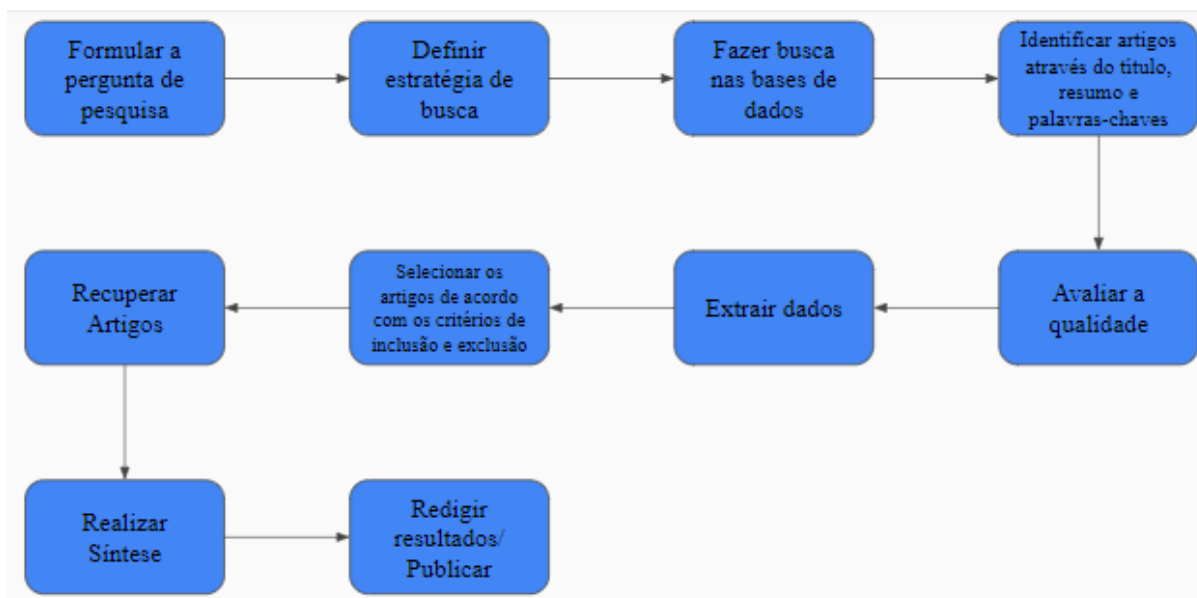 Formular a
pergunta de
pesquisa
Definir
estratégia de
busca
Fazer busca
nas bases de
dados
Identificar artigos
através do título,
resumo e
palavras-chaves
Avaliar a
qualidade
Extrair dados
Selecionar os
artigos de acordo
com os critérios de
inclusão e exclusão
Recuperar
Artigos
Realizar
Síntese
Redigir
resultados/
Publicar